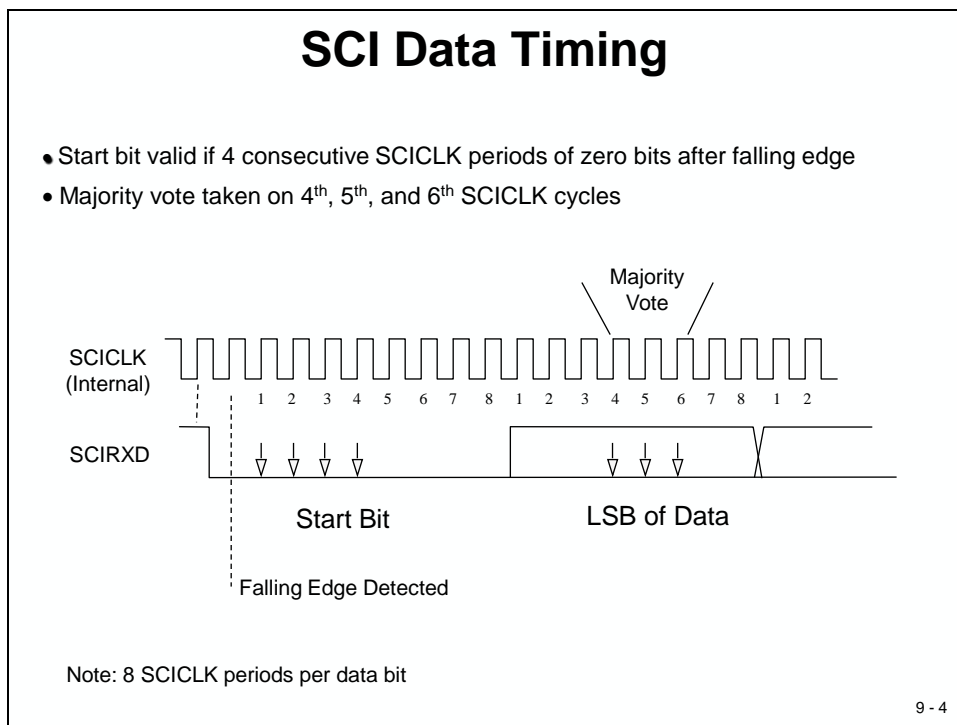 SCI Data Timing
• Start bit valid if 4 consecutive SCICLK periods of zero bits after falling edge
• Majority vote taken on 4th, 5th, and 6th SCICLK cycles
Majority
Vote
SCICLK
(Internal)
1 2 3 4 5 6 7 8 1 2 3 4 5 6 7 8 1 2
SCIRXD
Start Bit
LSB of Data
Falling Edge Detected
Note: 8 SCICLK periods per data bit
9 - 4